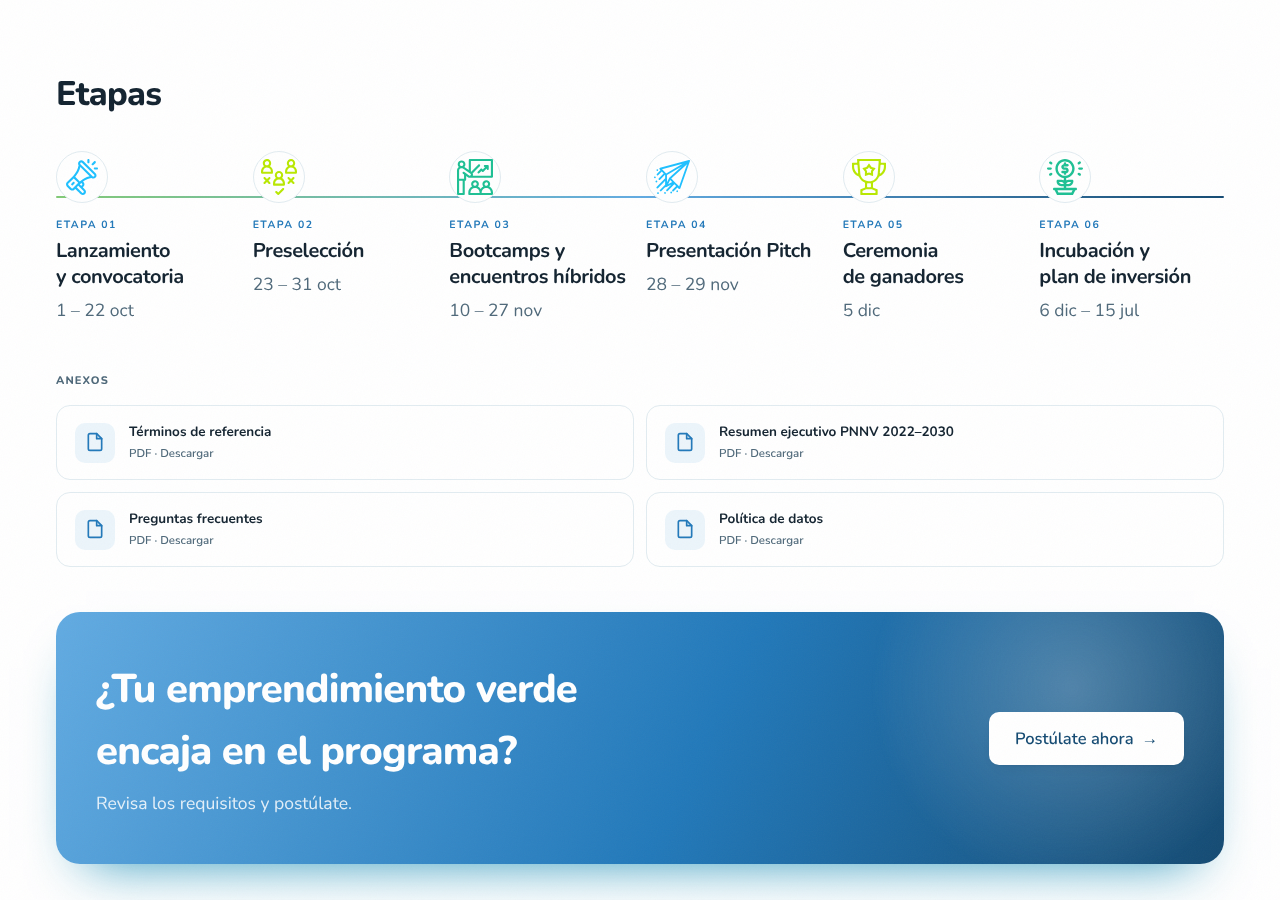 Etapas
ETAPA 01
Lanzamiento
y convocatoria
1 – 22 oct
ETAPA 02
Preselección
23 – 31 oct
ETAPA 03
Bootcamps y
encuentros híbridos
10 – 27 nov
ETAPA 04
Presentación Pitch
28 – 29 nov
ETAPA 05
Ceremonia
de ganadores
5 dic
ETAPA 06
Incubación y
plan de inversión
6 dic – 15 jul
ANEXOS
Términos de referencia
PDF · Descargar
Resumen ejecutivo PNNV 2022–2030
PDF · Descargar
Preguntas frecuentes
PDF · Descargar
Política de datos
PDF · Descargar
¿Tu emprendimiento verde
encaja en el programa?
Revisa los requisitos y postúlate.
Postúlate ahora →